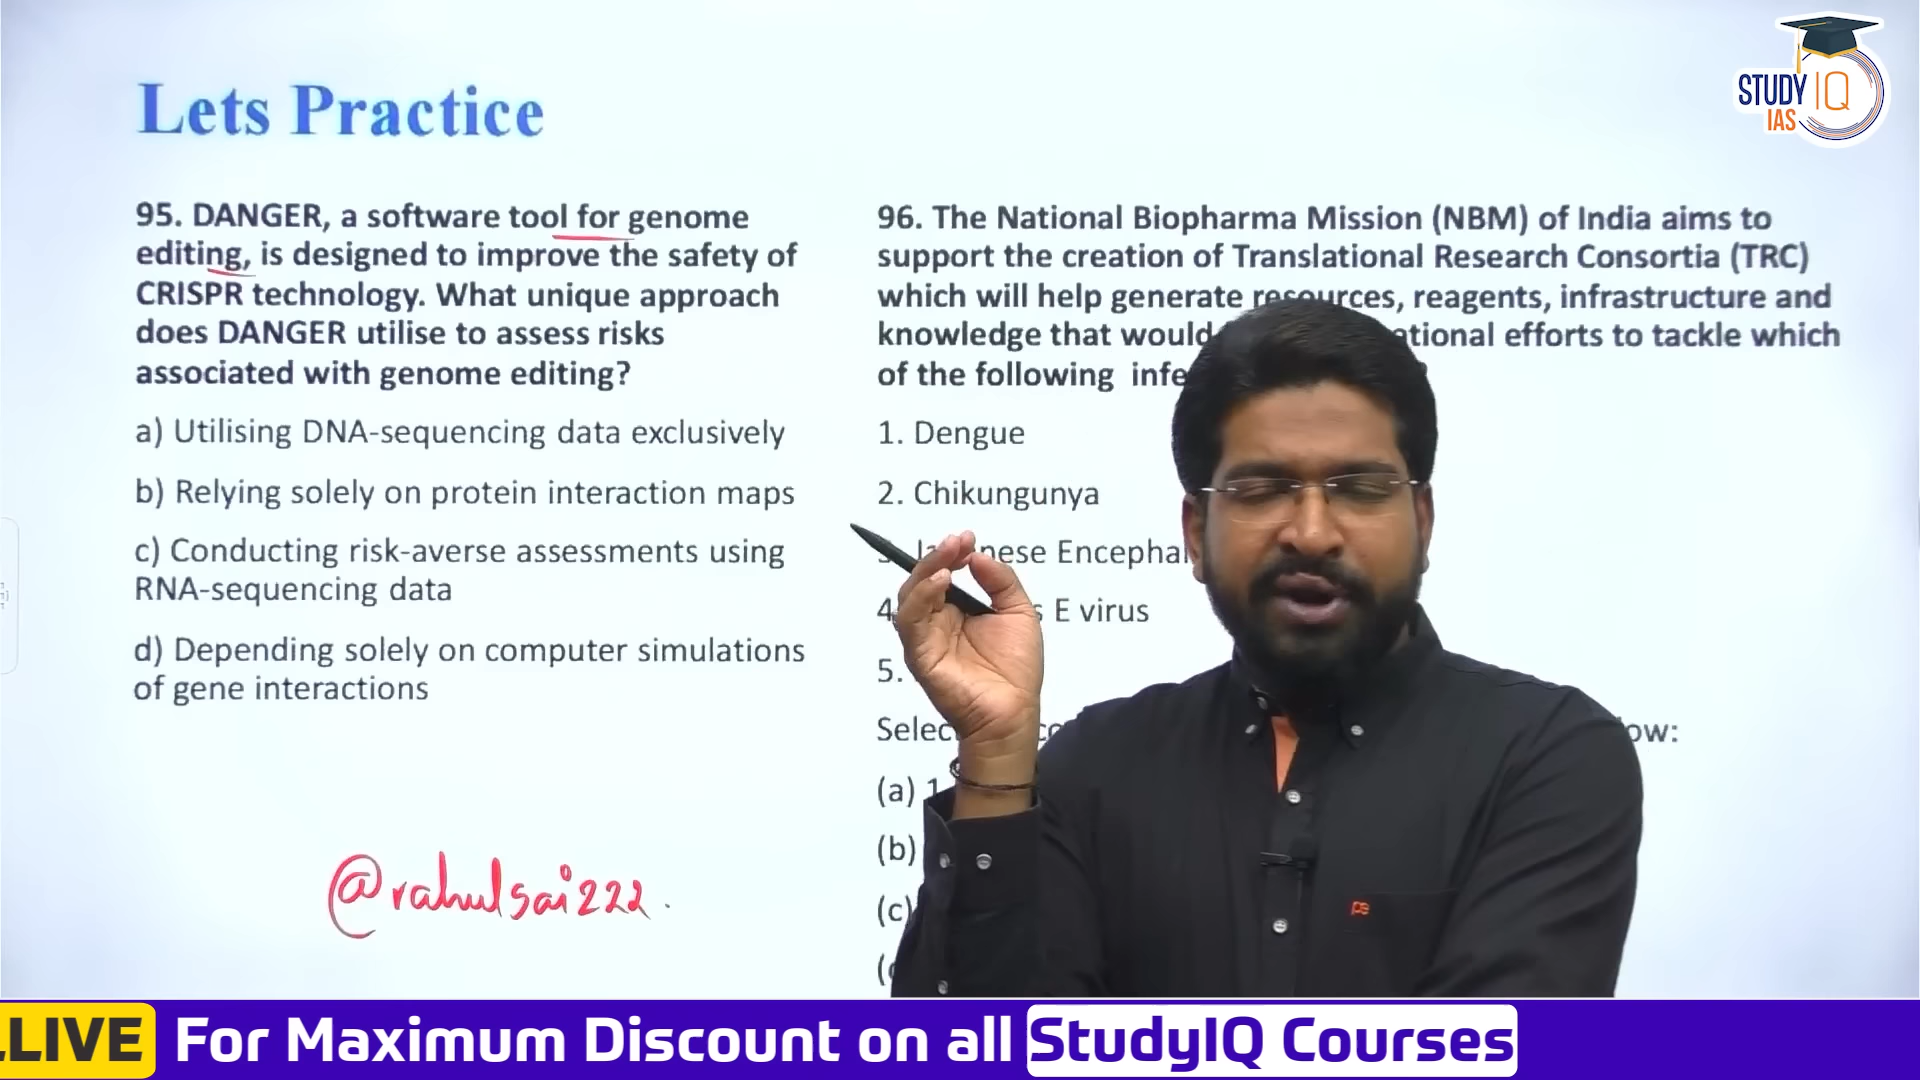 STUDY IQ
IAS
Lets Practice
95. DANGER, a software tool for genome
editing, is designed to improve the safety of
CRISPR technology. What unique approach
does DANGER utilise to assess risks
associated with genome editing?
a) Utilising DNA-sequencing data exclusively
b) Relying solely on protein interaction maps
c) Conducting risk-averse assessments using
RNA-sequencing data
d) Depending solely on computer simulations
of gene interactions
@rahulsai222.
96. The National Biopharma Mission (NBM) of India aims to
support the creation of Translational Research Consortia (TRC)
which will help generate resources, reagents, infrastructure and
knowledge that would efforts to tackle which
of the following
1. Dengue
2. Chikungunya
E virus
5.
(a) 1
(b)
(c)
pe
LIVE For Maximum Discount on all StudyIQ Courses